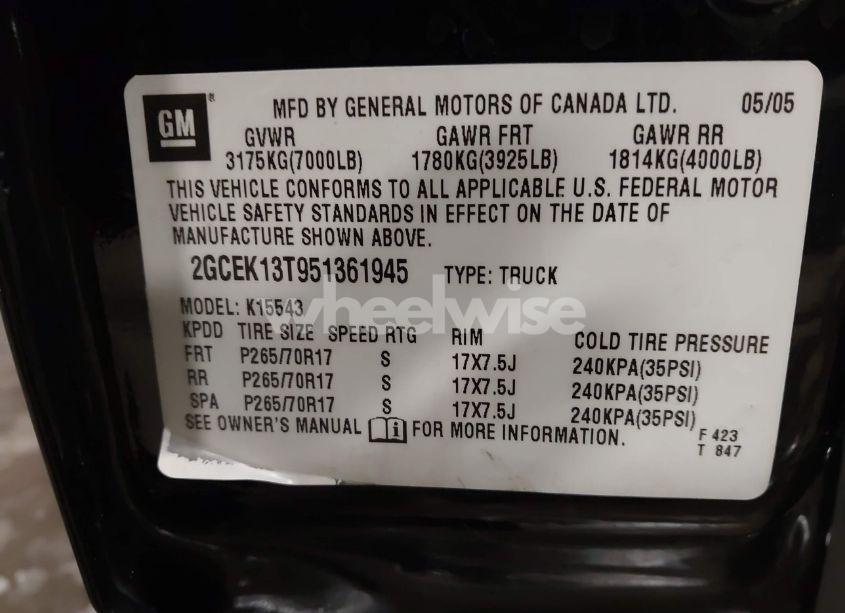 GM ® MFD BY GENERAL MOTORS OF CANADA LTD. 05/05
GVWR GAWR FRT GAWR RR
3175KG(7000LB) 1780KG(3925LB) 1814KG(4000LB)
THIS VEHICLE CONFORMS TO ALL APPLICABLE U.S. FEDERAL MOTOR
VEHICLE SAFETY STANDARDS IN EFFECT ON THE DATE OF
MANUFACTURE SHOWN ABOVE.
2GCEK13T951361945 TYPE: TRUCK
wheelwise
MODEL: K15543
KPDD TIRE SIZE SPEED RTG RIM COLD TIRE PRESSURE
FRT P265/70R17 S 17X7.5J 240KPA(35PSI)
RR P265/70R17 S 17X7.5J 240KPA(35PSI)
SPA P265/70R17 S 17X7.5J 240KPA(35PSI)
SEE OWNER'S MANUAL i FOR MORE INFORMATION.
F 423
T 847